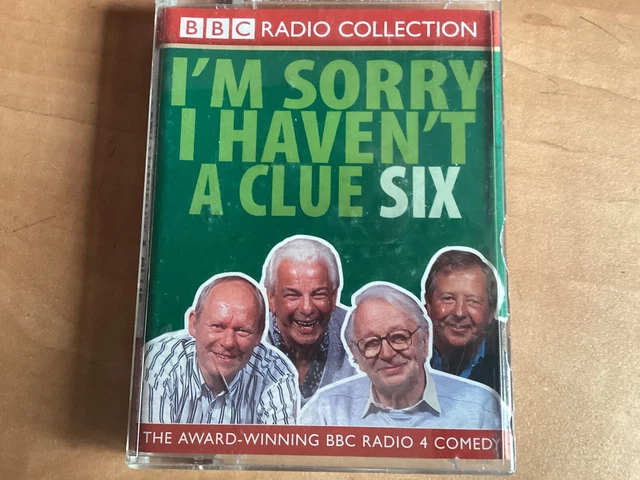 BBC RADIO COLLECTION
I'M SORRY
I HAVEN'T
A CLUE SIX
THE AWARD-WINNING BBC RADIO 4 COMEDY